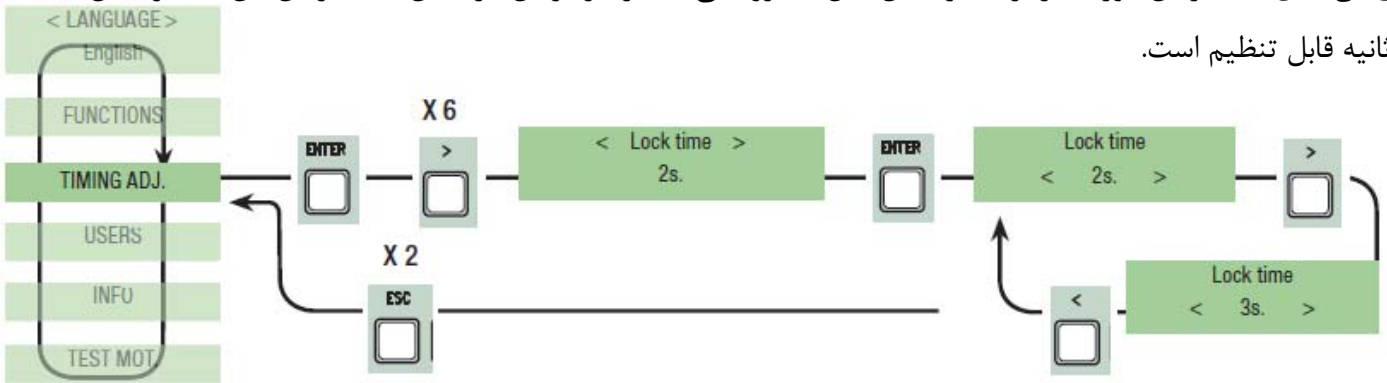 ثانیه قابل تنظیم است.
< LANGUAGE >
English
FUNCTIONS
TIMING ADJ.
USERS
INFO
TEST MOT.
ENTER
X 6
>
< Lock time >
2s.
ENTER
Lock time
< 2s. >
>
Lock time
< 3s. >
<
X 2
ESC